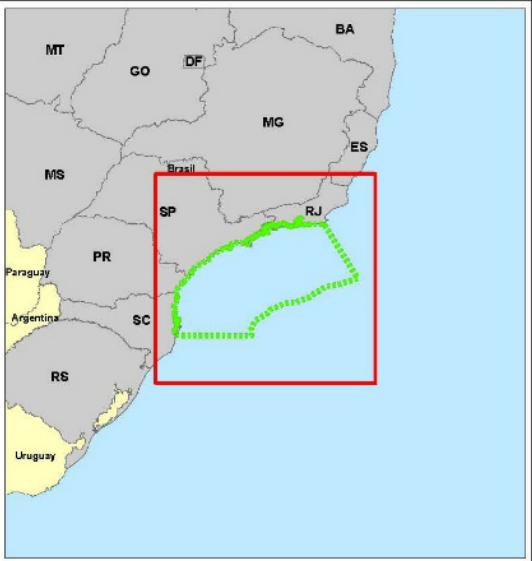 BA
MT
DF
GO
MG
ES
MS
Brasil
SP
RJ
PR
Paraguay
Argentina
SC
RS
Uruguay